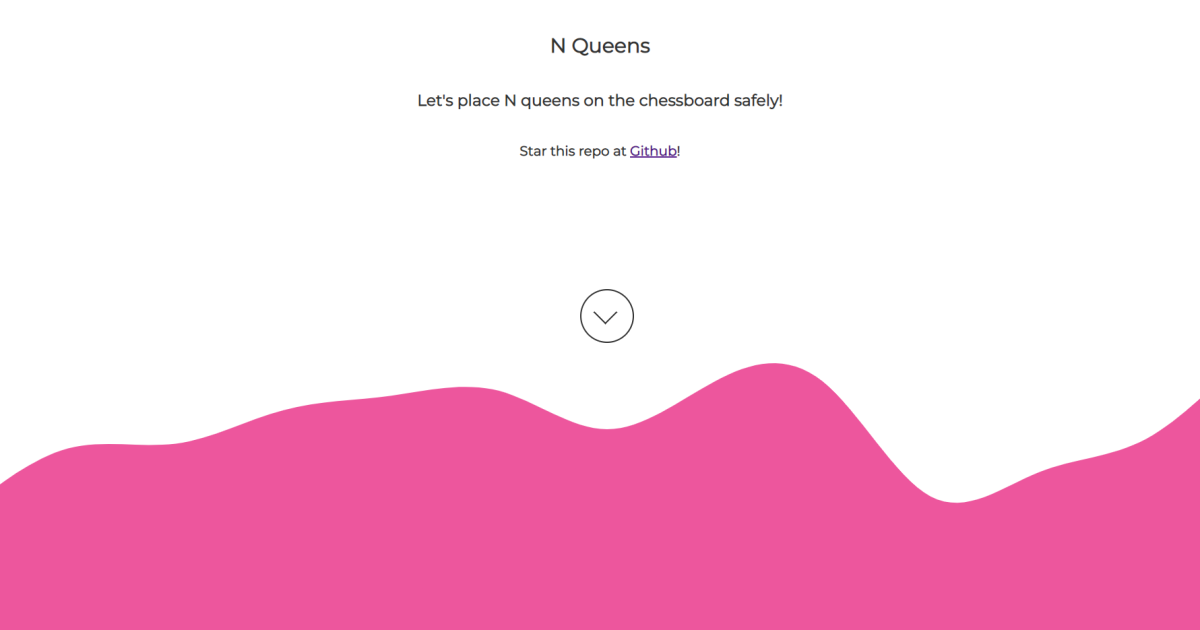 N Queens
Let's place N queens on the chessboard safely!
Star this repo at Github!